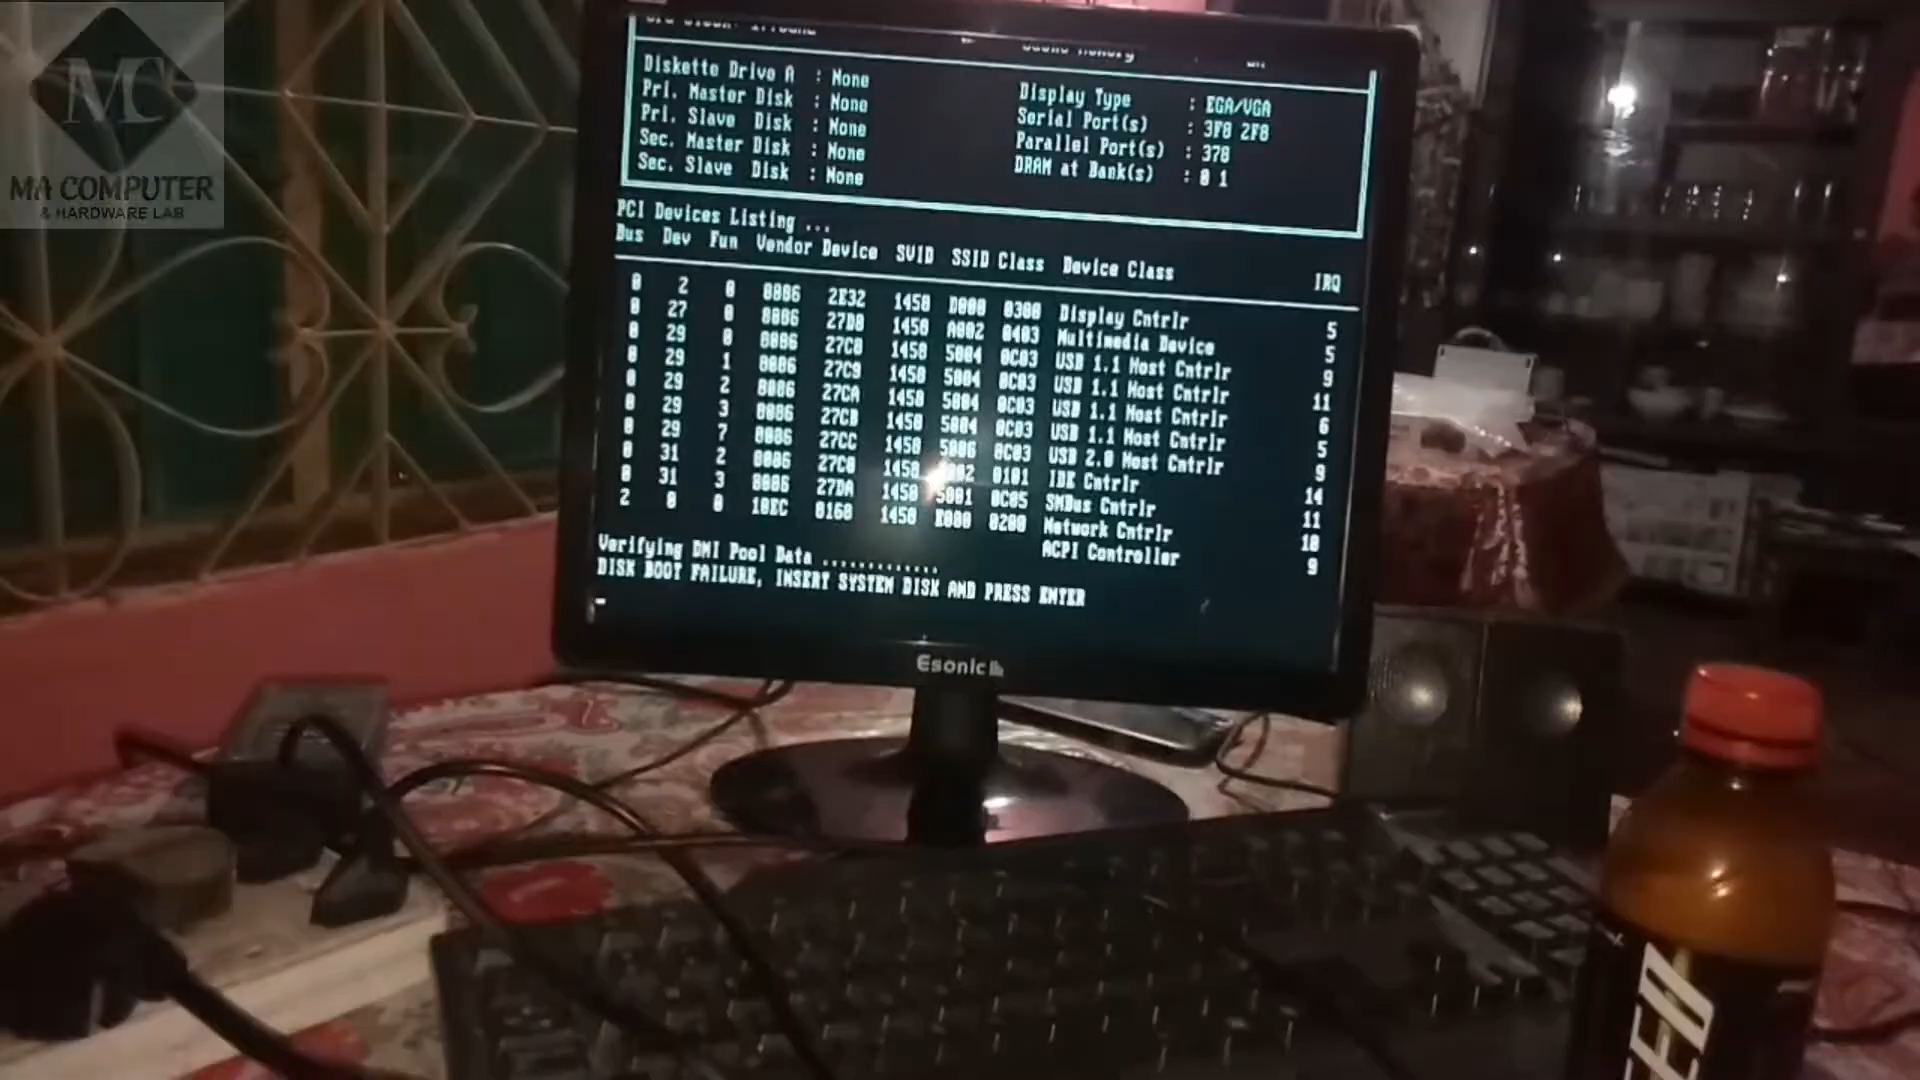 MC
MA COMPUTER
& HARDWARE LAB
Diskette Drive A : None
Pri. Master Disk : None
Pri. Slave Disk : None
Sec. Master Disk : None
Sec. Slave Disk : None
Display Type : EGA/VGA
Serial Port(s) : 3F8 2F8
Parallel Port(s) : 378
DRAM at Bank(s) : 0 1
PCI Devices Listing ...
Bus Dev Fun Vendor Device SVID SSID Class Device Class IRQ
0 2 0 8086 2E32 1458 D000 0300 Display Cntrlr 5
0 27 0 8086 27D8 1458 A002 0403 Multimedia Device 5
0 29 0 8086 27C8 1458 5004 0C03 USB 1.1 Host Cntrlr 9
0 29 1 8086 27C9 1458 5004 0C03 USB 1.1 Host Cntrlr 11
0 29 2 8086 27CA 1458 5004 0C03 USB 1.1 Host Cntrlr 6
0 29 3 8086 27CB 1458 5004 0C03 USB 1.1 Host Cntrlr 5
0 29 7 8086 27CC 1458 5006 0C03 USB 2.0 Host Cntrlr 9
0 31 2 8086 27C0 1458 0101 IDE Cntrlr 14
0 31 3 8086 27DA 1458 5001 0C05 SMBus Cntrlr 11
2 0 0 10EC 8168 1458 E000 0200 Network Cntrlr 10
ACPI Controller 9
Verifying DMI Pool Data .............
DISK BOOT FAILURE, INSERT SYSTEM DISK AND PRESS ENTER
Esonic